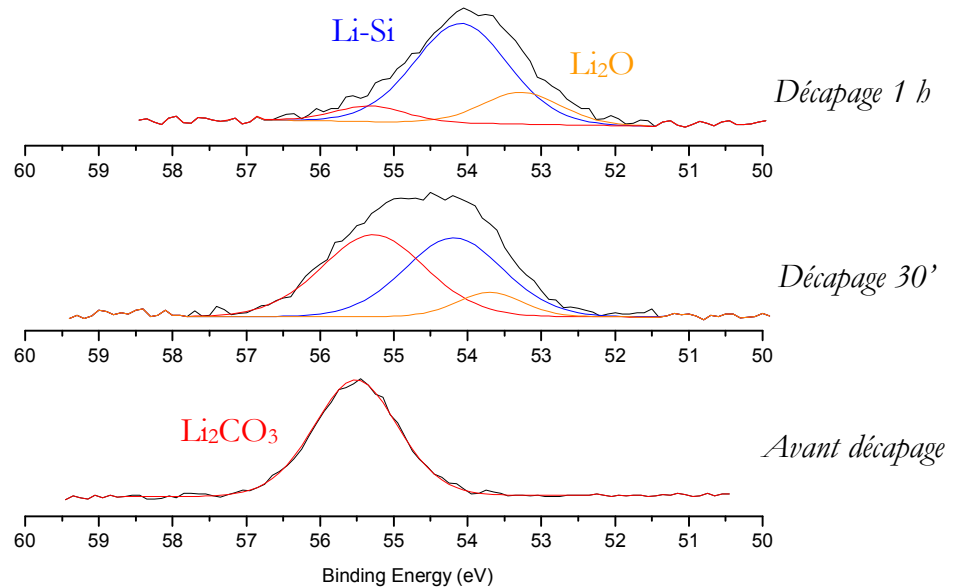 Li-Si
Li₂O
Décapage 1 h
60 59 58 57 56 55 54 53 52 51 50
Décapage 30’
60 59 58 57 56 55 54 53 52 51 50
Li₂CO₃
Avant décapage
60 59 58 57 56 55 54 53 52 51 50
Binding Energy (eV)